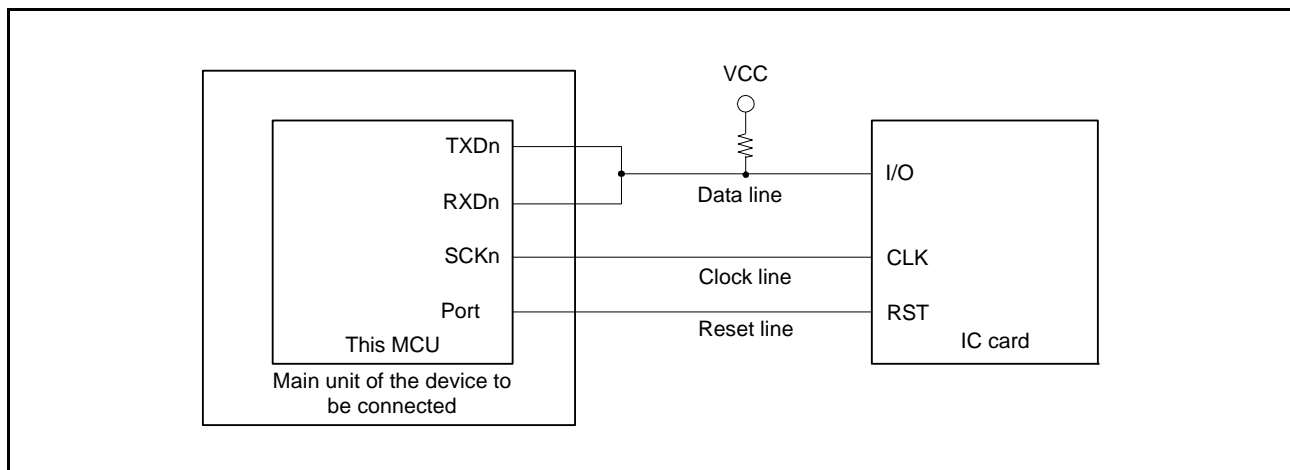 VCC
TXDn
I/O
Data line
RXDn
SCKn
CLK
Clock line
Port
RST
Reset line
This MCU
IC card
Main unit of the device to
be connected